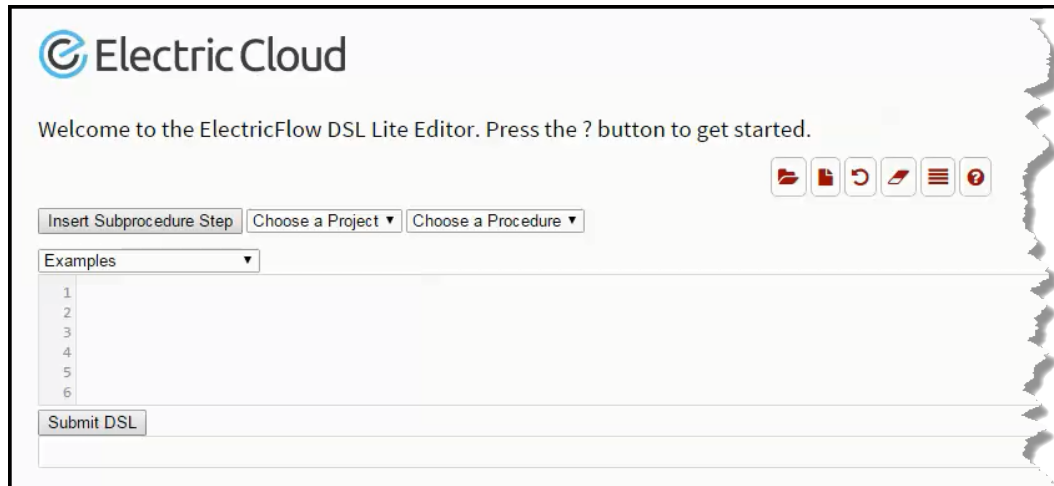 Electric Cloud
Welcome to the ElectricFlow DSL Lite Editor. Press the ? button to get started.
?
Insert Subprocedure Step Choose a Project ▼ Choose a Procedure ▼
Examples ▼
1
2
3
4
5
6
Submit DSL